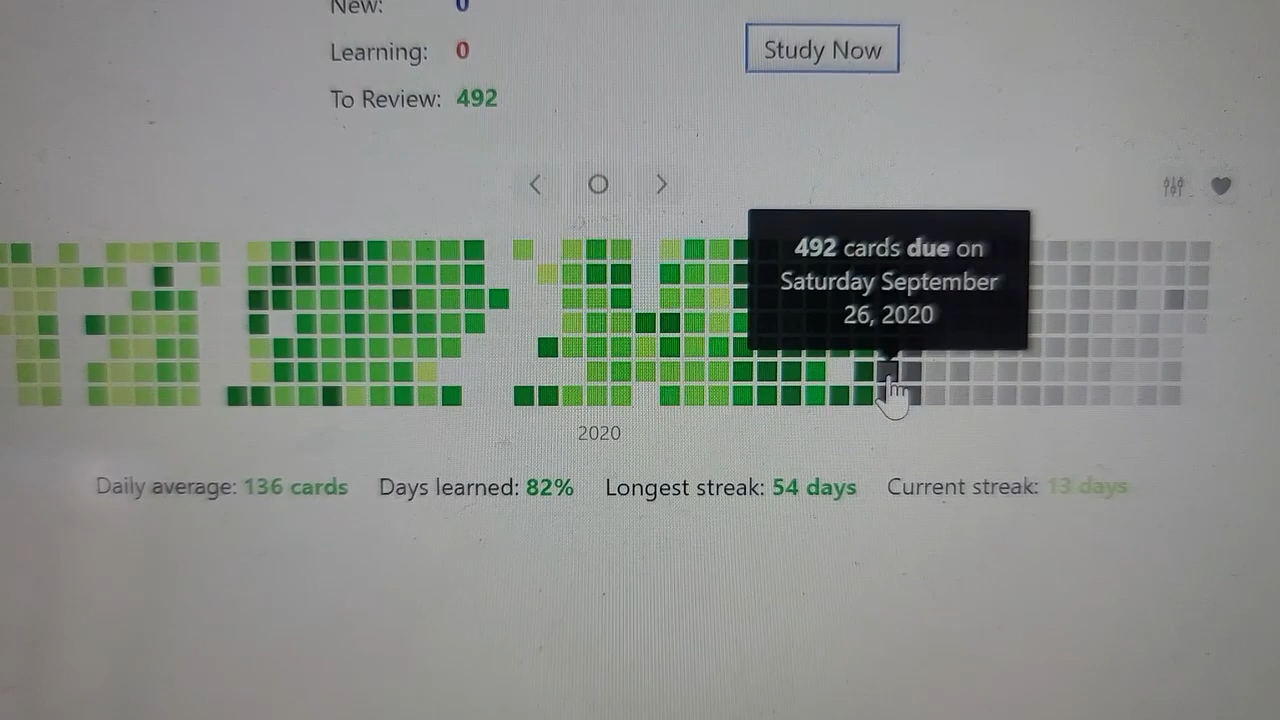 New: 0
Learning: 0
To Review: 492
Study Now
492 cards due on
Saturday September
26, 2020
2020
Daily average: 136 cards Days learned: 82% Longest streak: 54 days Current streak: 13 days